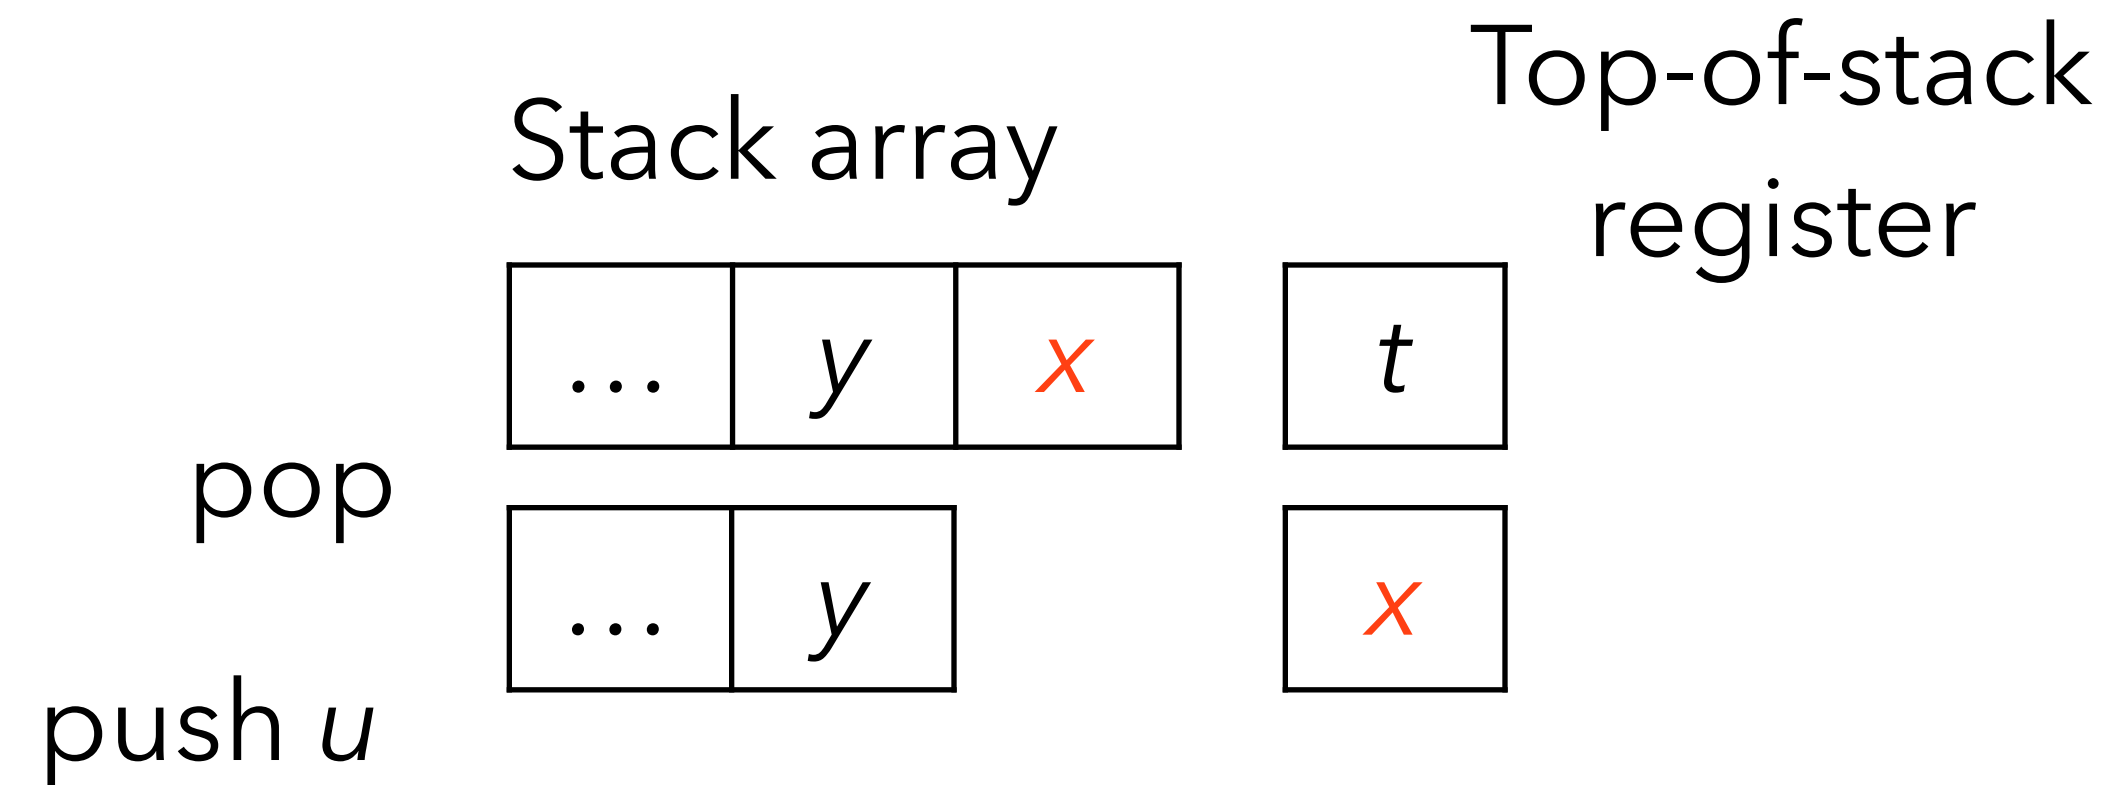 Top-of-stack
register
Stack array
… y x t
pop
… y x
push u